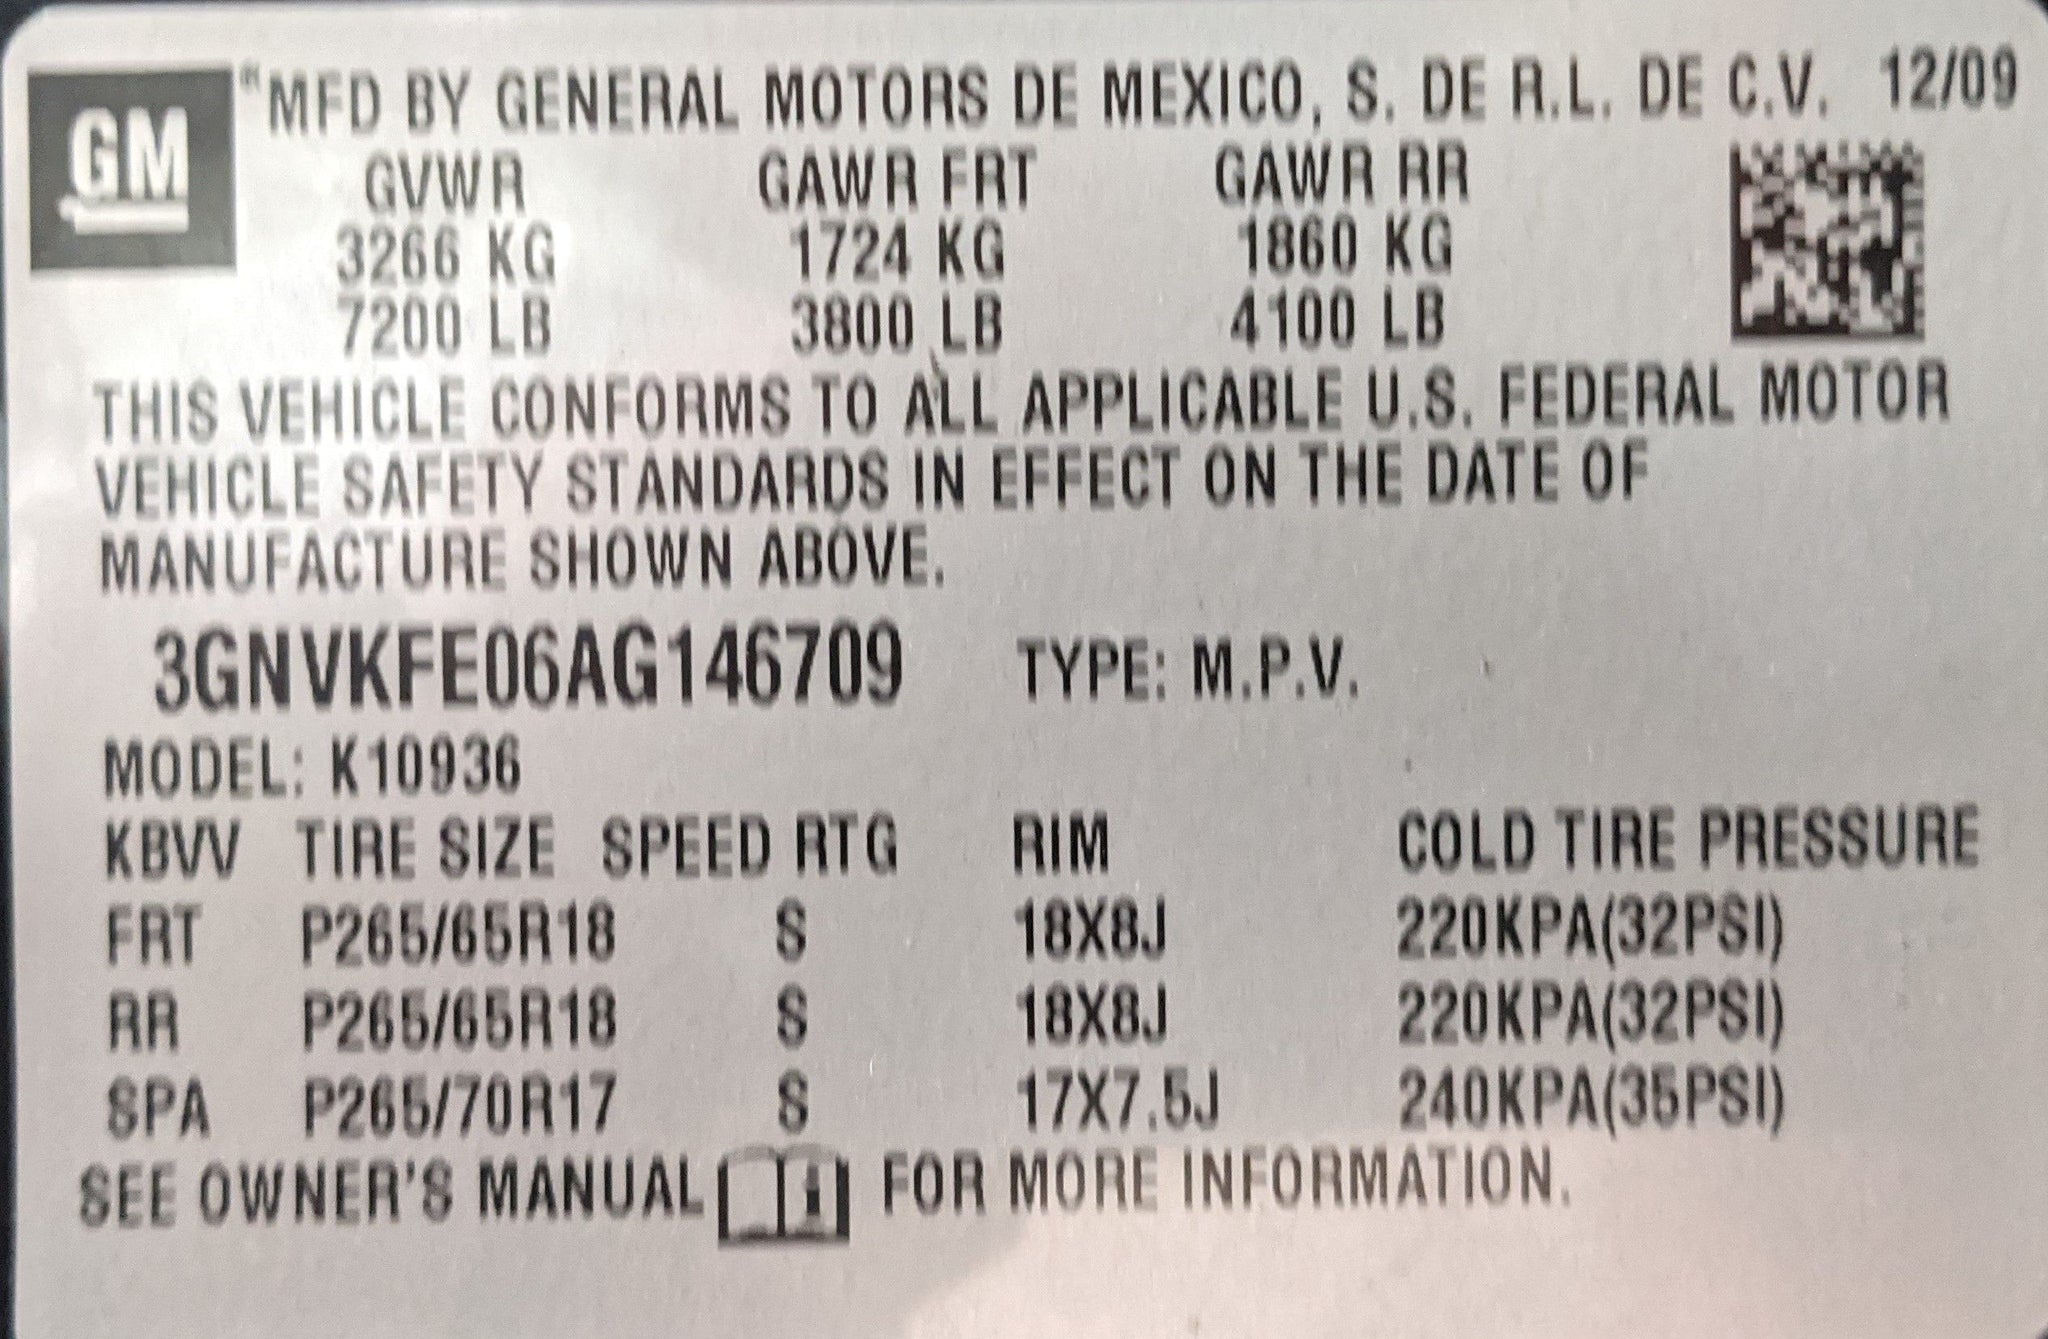 GM
MFD BY GENERAL MOTORS DE MEXICO, S. DE R.L. DE C.V. 12/09
GVWR GAWR FRT GAWR RR
3266 KG 1724 KG 1860 KG
7200 LB 3800 LB 4100 LB
THIS VEHICLE CONFORMS TO ALL APPLICABLE U.S. FEDERAL MOTOR
VEHICLE SAFETY STANDARDS IN EFFECT ON THE DATE OF
MANUFACTURE SHOWN ABOVE.
3GNVKFE06AG146709 TYPE: M.P.V.
MODEL: K10936
KBVV TIRE SIZE SPEED RTG RIM COLD TIRE PRESSURE
FRT P265/65R18 S 18X8J 220KPA(32PSI)
RR P265/65R18 S 18X8J 220KPA(32PSI)
SPA P265/70R17 S 17X7.5J 240KPA(35PSI)
SEE OWNER'S MANUAL FOR MORE INFORMATION.